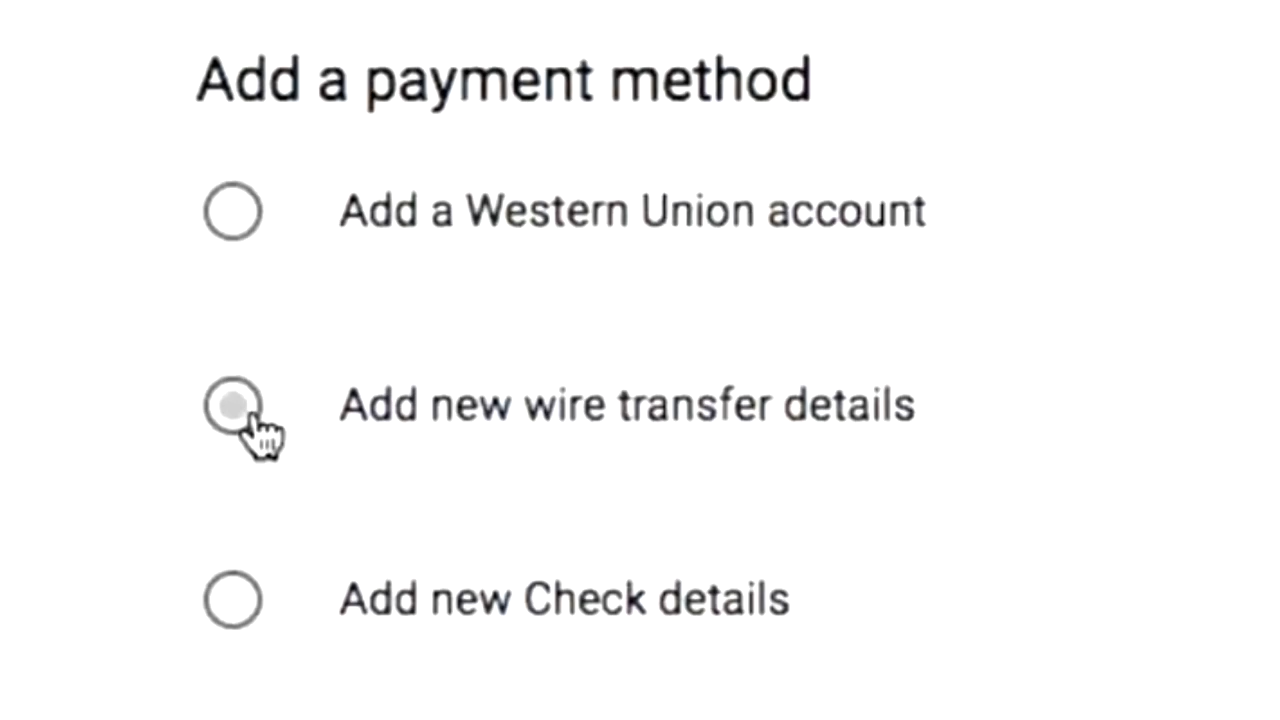 Add a payment method
Add a Western Union account
Add new wire transfer details
Add new Check details